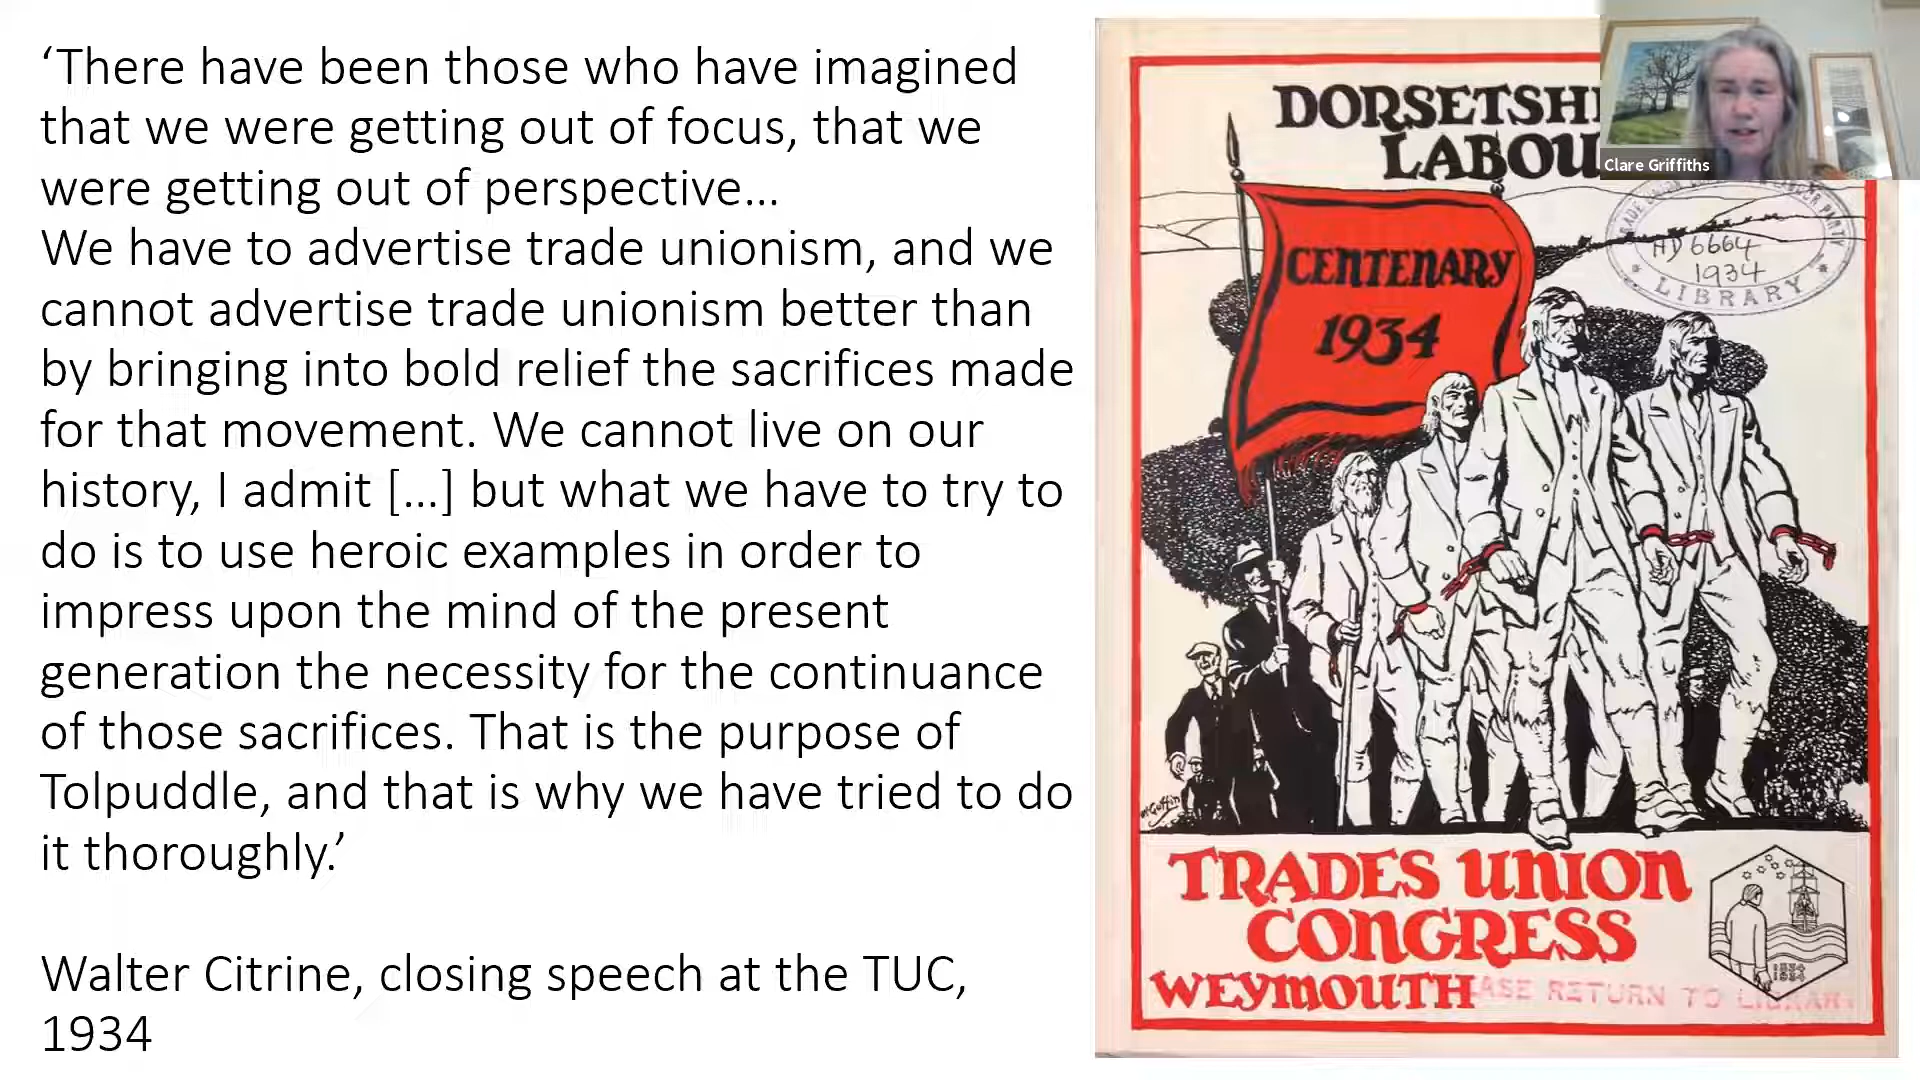 ‘There have been those who have imagined
that we were getting out of focus, that we
were getting out of perspective…
We have to advertise trade unionism, and we
cannot advertise trade unionism better than
by bringing into bold relief the sacrifices made
for that movement. We cannot live on our
history, I admit […] but what we have to try to
do is to use heroic examples in order to
impress upon the mind of the present
generation the necessity for the continuance
of those sacrifices. That is the purpose of
Tolpuddle, and that is why we have tried to do
it thoroughly.’
Walter Citrine, closing speech at the TUC,
1934
DORSETSHI
LABOU
Clare Griffiths
HD 6664
1934
LIBRARY
CENTENARY
1934
TRADES UNION
CONGRESS
WEYMOUTH
1834
1934
ASE RETURN TO LIBRARY